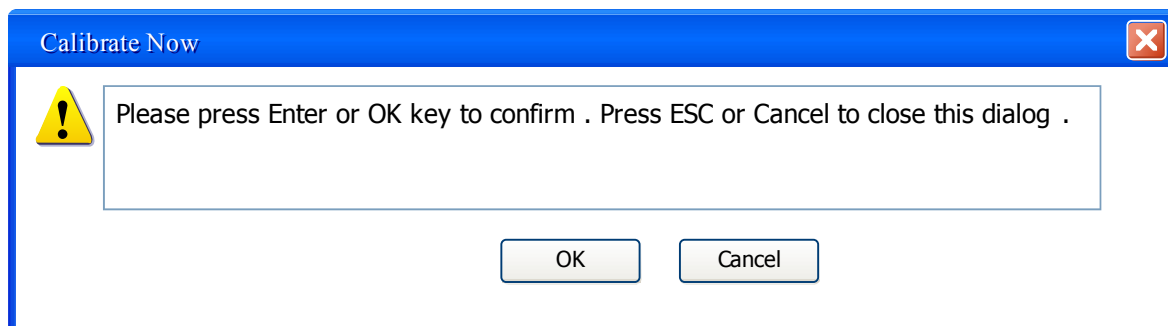 Calibrate Now
Please press Enter or OK key to confirm . Press ESC or Cancel to close this dialog .
OK
Cancel